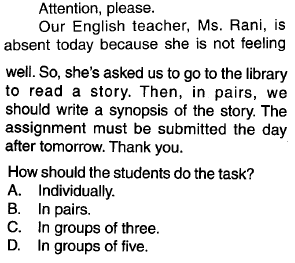 Attention, please.
Our English teacher, Ms. Rani, is
absent today because she is not feeling
well. So, she's asked us to go to the library
to read a story. Then, in pairs, we
should write a synopsis of the story. The
assignment must be submitted the day
after tomorrow. Thank you.
How should the students do the task?
A. Individually.
B. In pairs.
C. In groups of three.
D. In groups of five.